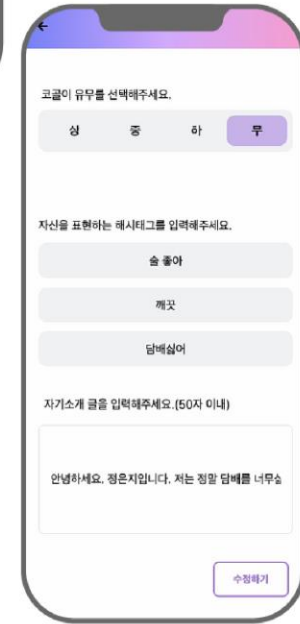 코골이 유무를 선택해주세요.
상 중 하 무
자신을 표현하는 해시태그를 입력해주세요.
술 좋아
깨끗
담배싫어
자기소개 글을 입력해주세요.(50자 이내)
안녕하세요. 정은지입니다. 저는 정말 담배를 너무싫
수정하기